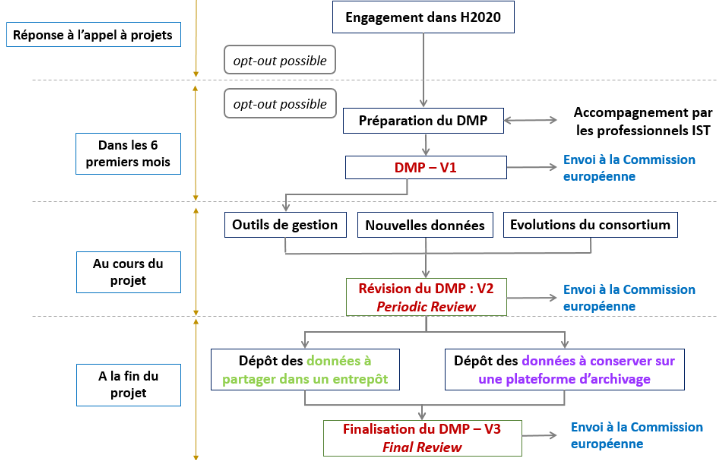 Engagement dans H2020
Réponse à l'appel à projets
opt-out possible
opt-out possible
Préparation du DMP
Accompagnement par
les professionnels IST
Dans les 6
premiers mois
DMP – V1
Envoi à la Commission
européenne
Outils de gestion
Nouvelles données
Evolutions du consortium
Au cours du
projet
Révision du DMP : V2
Periodic Review
Envoi à la Commission
européenne
Dépôt des données à
partager dans un entrepôt
Dépôt des données à conserver sur
une plateforme d'archivage
A la fin du
projet
Finalisation du DMP – V3
Final Review
Envoi à la Commission
européenne